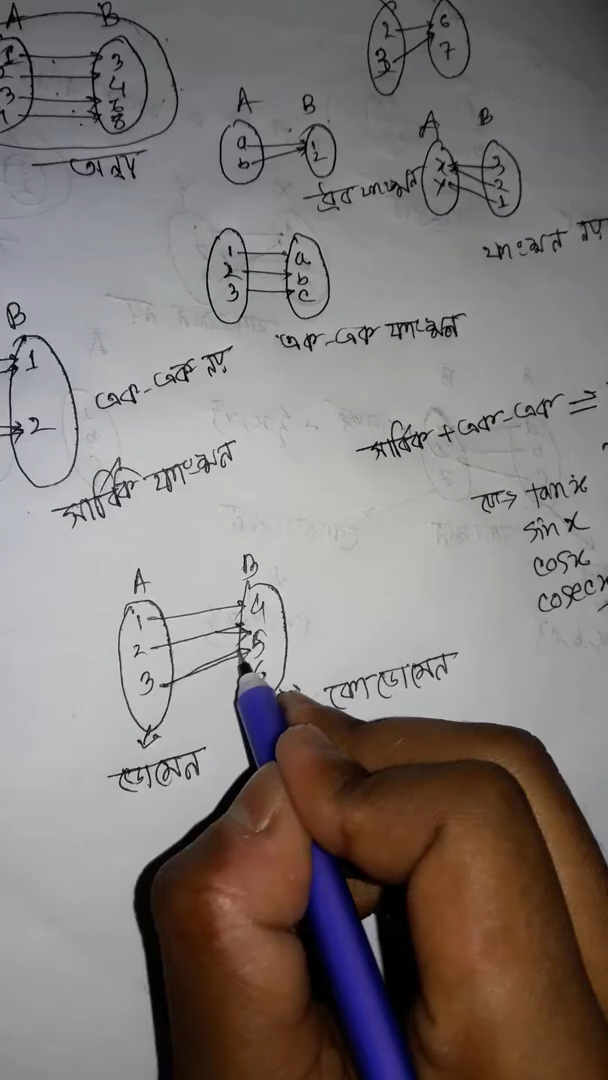 A B
1 3
2 4
3 6
4 8
অন্বয়
2 6
3 7
A B
a 1
b 2
ধ্রুব ফাংশন
A B
x 3
y 2
1
ফাংশন নয়
1 a
2 b
3 c
এক-এক ফাংশন
B
1
2
এক-এক নয়
সার্বিক ফাংশন
সার্বিক + এক-এক =>
tan x
sin x
cos x
cosec x
A B
1 4
2 5
3
কোডোমেন
ডোমেন